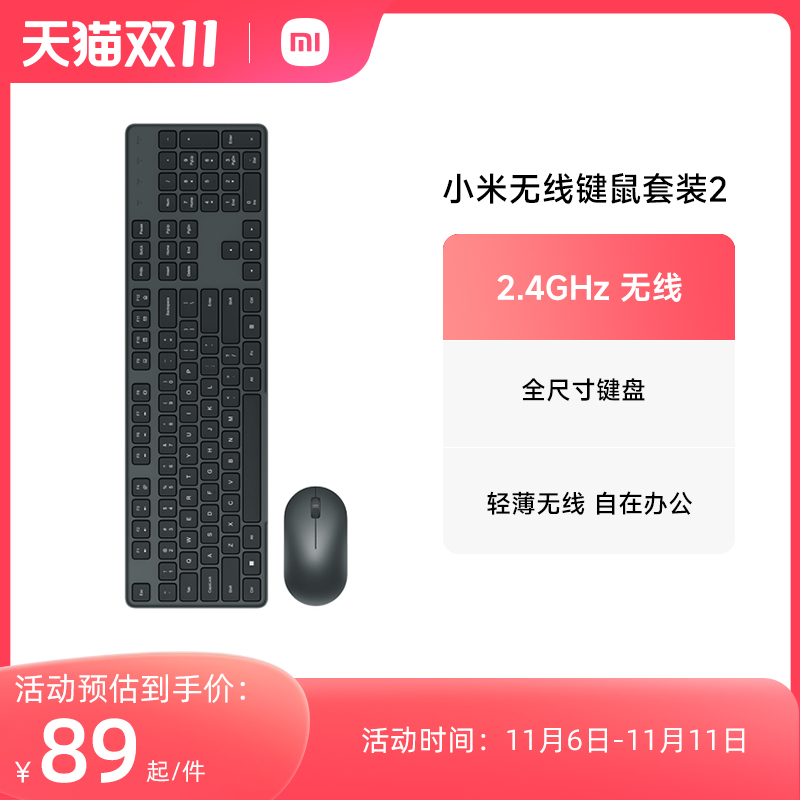 天猫双11
mi
小米无线键鼠套装2
2.4GHz 无线
全尺寸键盘
轻薄无线 自在办公
活动预估到手价：
¥89起/件
活动时间：11月6日-11月11日